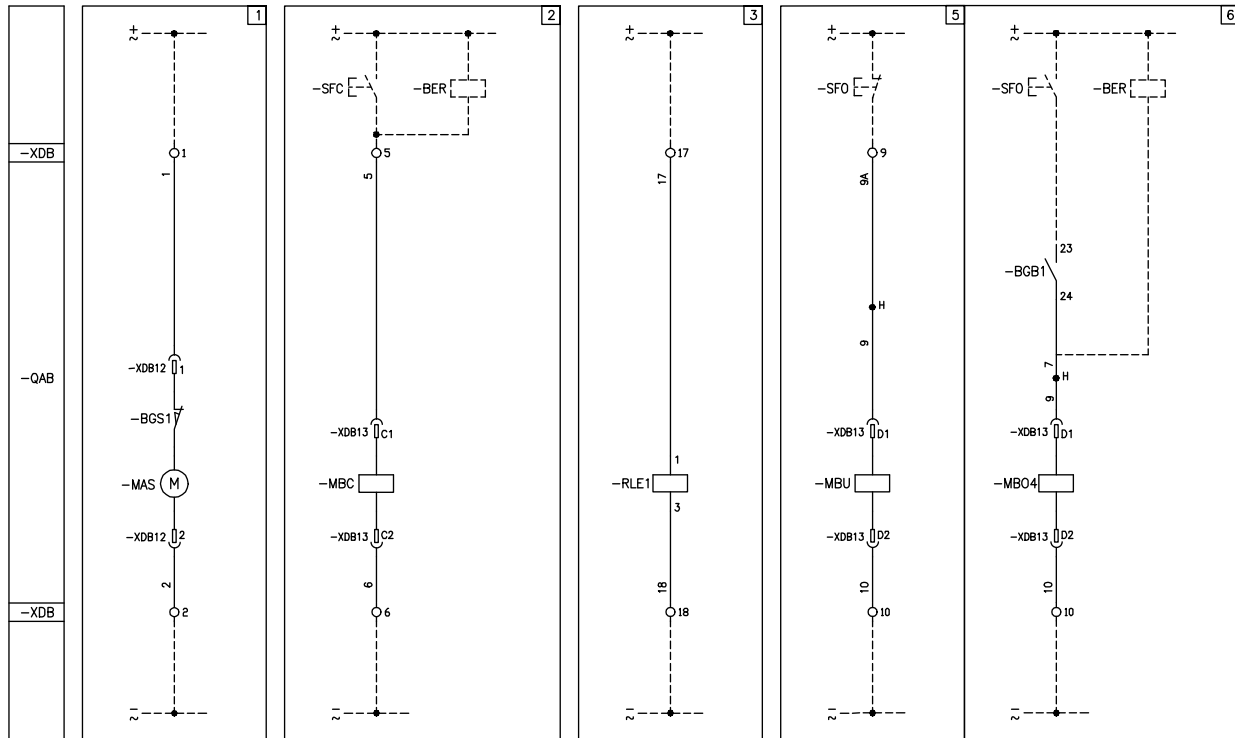 1
2
3
5
6
+
~
+
~
+
~
+
~
+
~
-SFC
-BER
-SFO
-SFO
-BER
-XDB
1
5
17
9
1
5
17
9A
23
-BGB1
24
H
9
7
H
9
-QAB
-XDB12
1
-BGS1
-XDB13
C1
-XDB13
D1
-XDB13
D1
-MAS
M
-MBC
1
-RLE1
3
-MBU
-MBO4
-XDB12
2
-XDB13
C2
-XDB13
D2
-XDB13
D2
2
6
18
10
10
-XDB
2
6
18
10
10
-
~
-
~
-
~
-
~
-
~